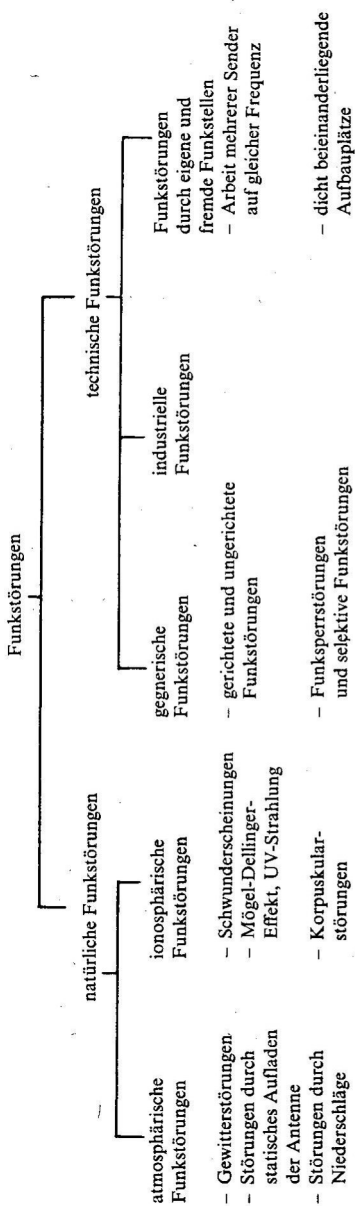 Funkstörungen
natürliche Funkstörungen
technische Funkstörungen
atmosphärische
Funkstörungen
– Gewitterstörungen
– Störungen durch
statisches Aufladen
der Antenne
– Störungen durch
Niederschläge
ionosphärische
Funkstörungen
– Schwunderscheinungen
– Mögel-Dellinger-
Effekt, UV-Strahlung
– Korpuskular-
störungen
gegnerische
Funkstörungen
– gerichtete und ungerichtete
Funkstörungen
– Funksperrstörungen
und selektive Funkstörungen
industrielle
Funkstörungen
Funkstörungen
durch eigene und
fremde Funkstellen
– Arbeit mehrerer Sender
auf gleicher Frequenz
– dicht beieinanderliegende
Aufbauplätze